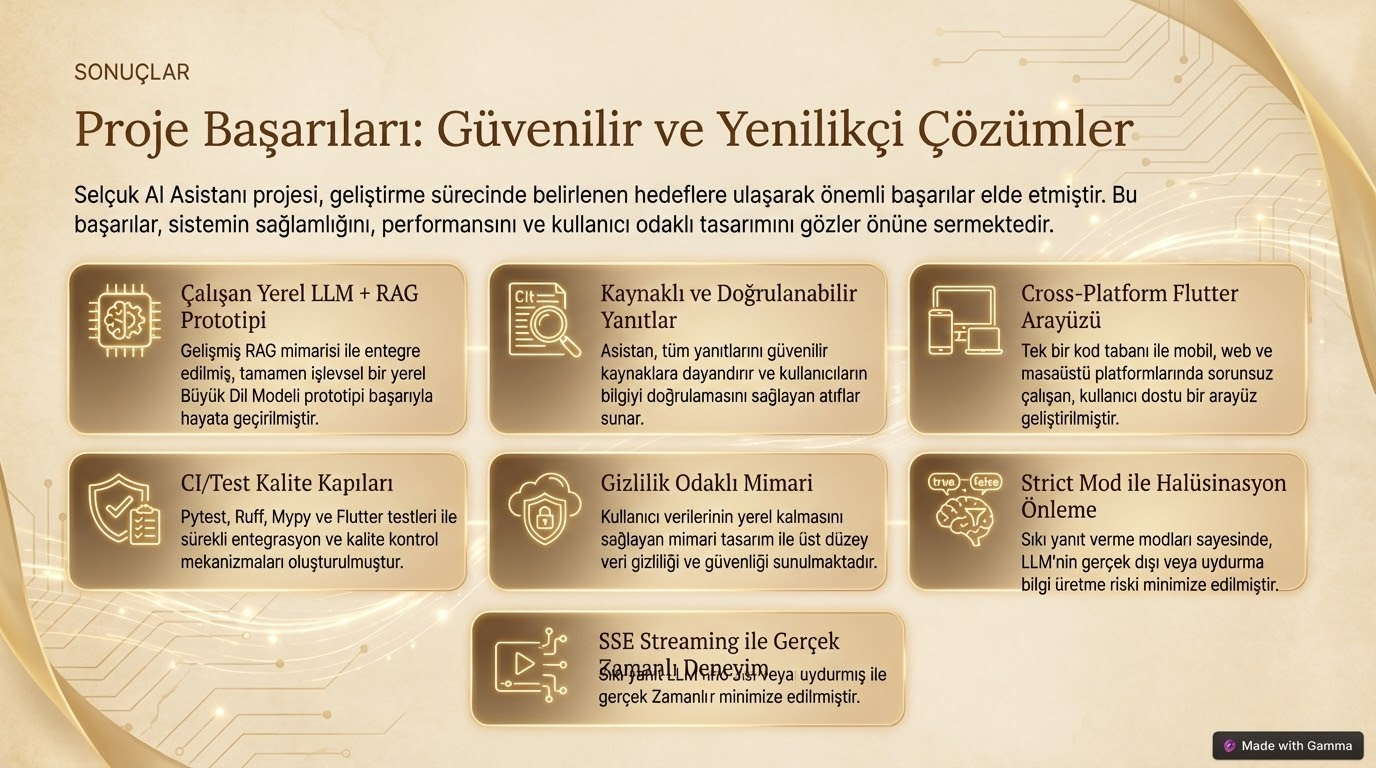 SONUÇLAR
Proje Başarıları: Güvenilir ve Yenilikçi Çözümler
Selçuk AI Asistanı projesi, geliştirme sürecinde belirlenen hedeflere ulaşarak önemli başarılar elde etmiştir. Bu
başarılar, sistemin sağlamlığını, performansını ve kullanıcı odaklı tasarımını gözler önüne sermektedir.
Çalışan Yerel LLM + RAG
Prototipi
Gelişmiş RAG mimarisi ile entegre
edilmiş, tamamen işlevsel bir yerel
Büyük Dil Modeli prototipi başarıyla
hayata geçirilmiştir.
Kaynaklı ve Doğrulanabilir
Yanıtlar
Asistan, tüm yanıtlarını güvenilir
kaynaklara dayandırır ve kullanıcıların
bilgiyi doğrulamasını sağlayan atıflar
sunar.
Cross-Platform Flutter
Arayüzü
Tek bir kod tabanı ile mobil, web ve
masaüstü platformlarında sorunsuz
çalışan, kullanıcı dostu bir arayüz
geliştirilmiştir.
CI/Test Kalite Kapıları
Pytest, Ruff, Mypy ve Flutter testleri ile
sürekli entegrasyon ve kalite kontrol
mekanizmaları oluşturulmuştur.
Gizlilik Odaklı Mimari
Kullanıcı verilerinin yerel kalmasını
sağlayan mimari tasarım ile üst düzey
veri gizliliği ve güvenliği sunulmaktadır.
Strict Mod ile Halüsinasyon
Önleme
Sıkı yanıt verme modları sayesinde,
LLM'nin gerçek dışı veya uydurma
bilgi üretme riski minimize edilmiştir.
SSE Streaming ile Gerçek
Zamanlı Deneyim
Sıkı yanıt LLM veya uydurmış ile
gerçek Zamanlır minimize edilmiştir.
Made with Gamma